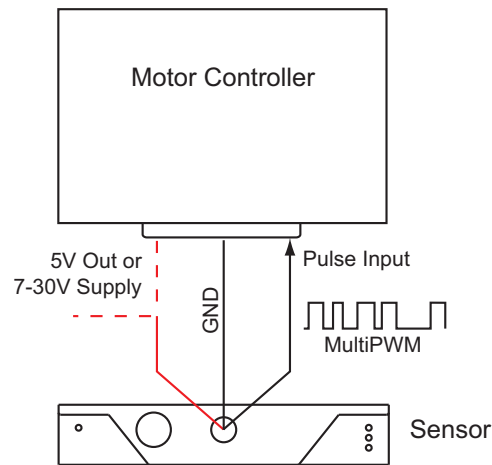 Motor Controller
5V Out or
7-30V Supply
GND
Pulse Input
MultiPWM
Sensor